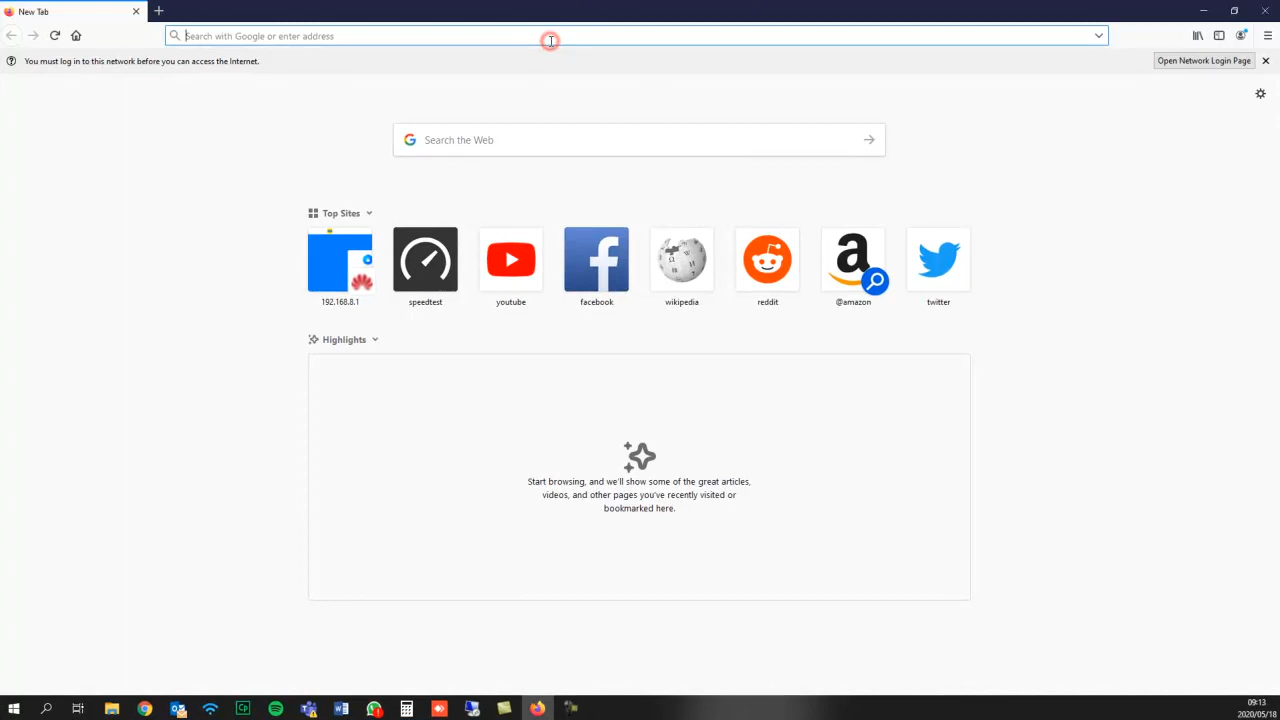 New Tab
Search with Google or enter address
You must log in to this network before you can access the Internet.
Open Network Login Page
Search the Web
Top Sites
192.168.8.1
speedtest
youtube
facebook
wikipedia
reddit
@amazon
twitter
Highlights
Start browsing, and we'll show some of the great articles,
videos, and other pages you've recently visited or
bookmarked here.
09:13
2020/05/18